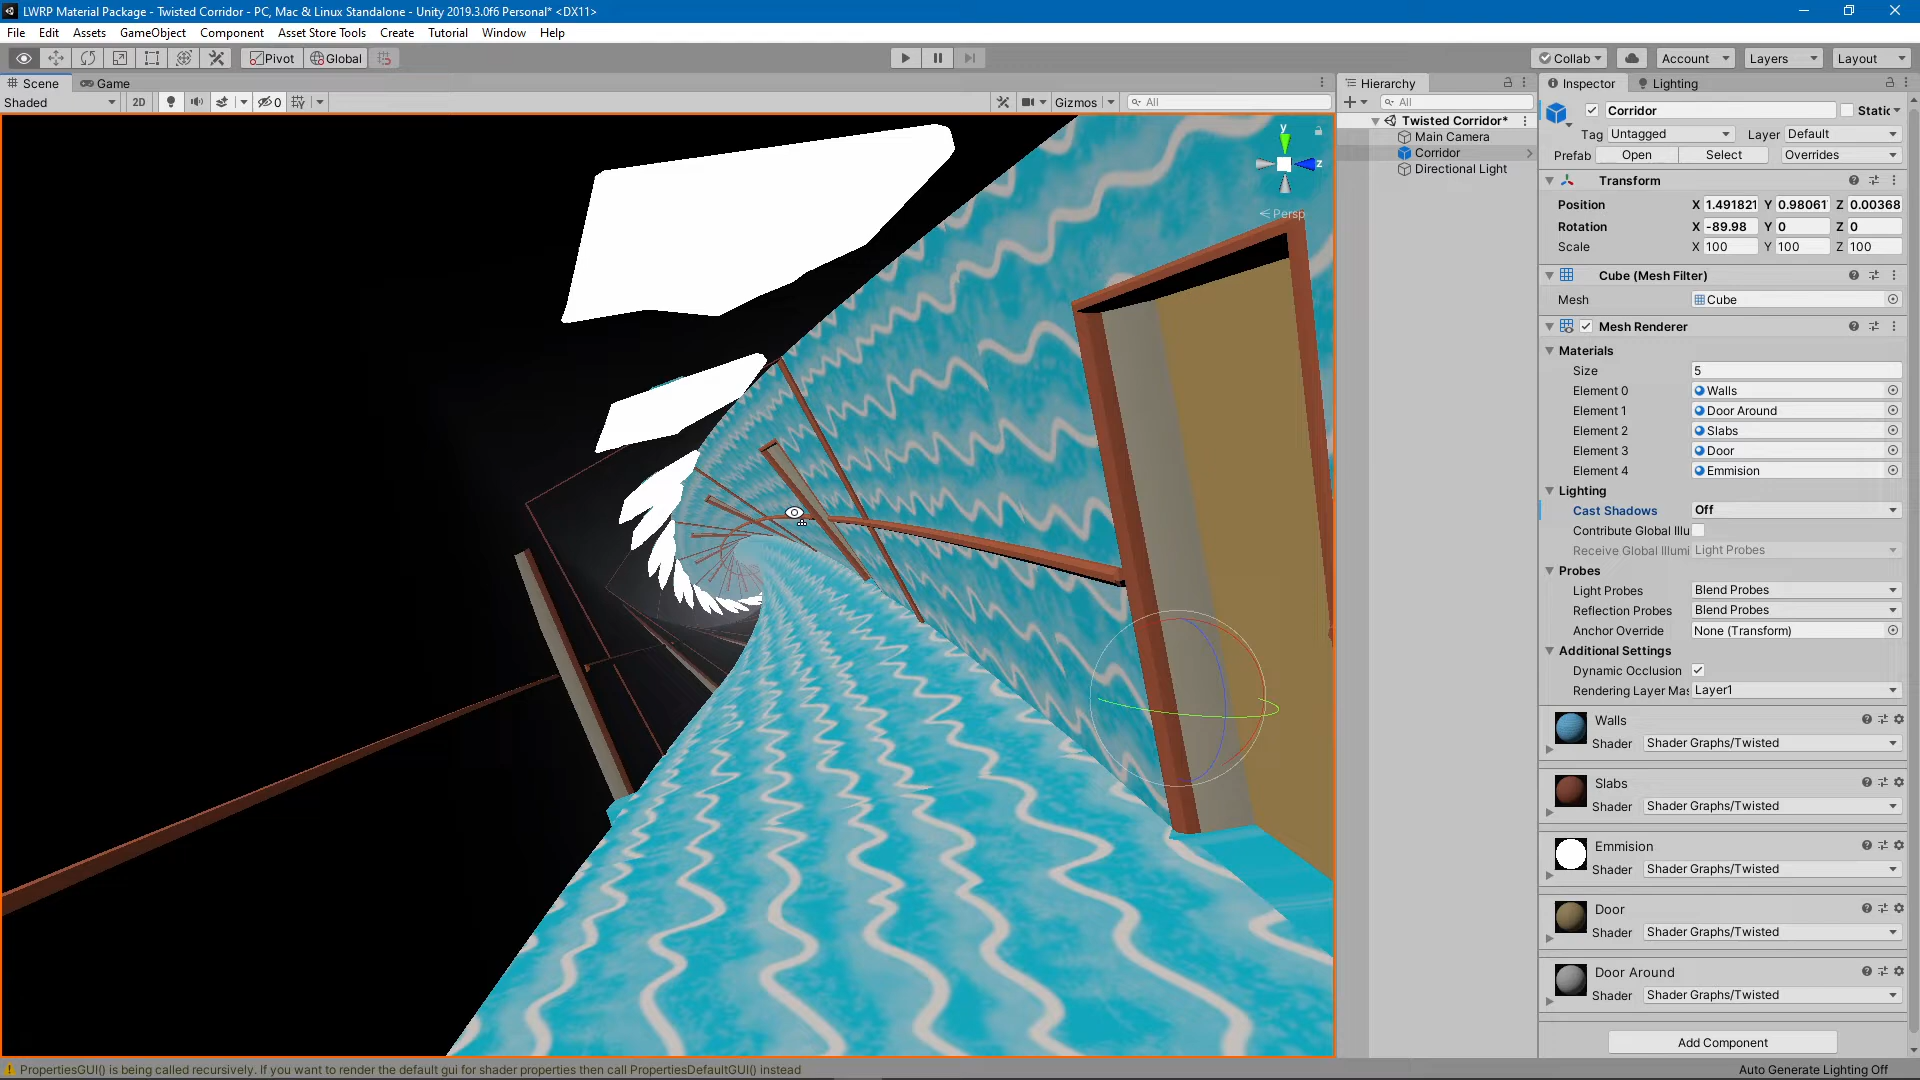 LWRP Material Package - Twisted Corridor - PC, Mac & Linux Standalone - Unity 2019.3.0f6 Personal* <DX11>
File Edit Assets GameObject Component Asset Store Tools Create Tutorial Window Help
Pivot Global Collab Account Layers Layout
Scene Game
Shaded 2D 0 Gizmos All
y
z
Persp
Hierarchy
All
Twisted Corridor*
Main Camera
Corridor
Directional Light
Inspector Lighting
Corridor Static
Tag Untagged Layer Default
Prefab Open Select Overrides
Transform
Position X 1.491821 Y 0.98061 Z 0.00368
Rotation X -89.98 Y 0 Z 0
Scale X 100 Y 100 Z 100
Cube (Mesh Filter)
Mesh Cube
Mesh Renderer
Materials
Size 5
Element 0 Walls
Element 1 Door Around
Element 2 Slabs
Element 3 Door
Element 4 Emmision
Lighting
Cast Shadows Off
Contribute Global Illu
Receive Global Illumi Light Probes
Probes
Light Probes Blend Probes
Reflection Probes Blend Probes
Anchor Override None (Transform)
Additional Settings
Dynamic Occlusion
Rendering Layer Mas Layer1
Walls
Shader Shader Graphs/Twisted
Slabs
Shader Shader Graphs/Twisted
Emmision
Shader Shader Graphs/Twisted
Door
Shader Shader Graphs/Twisted
Door Around
Shader Shader Graphs/Twisted
Add Component
PropertiesGUI() is being called recursively. If you want to render the default gui for shader properties then call PropertiesDefaultGUI() instead
Auto Generate Lighting Off